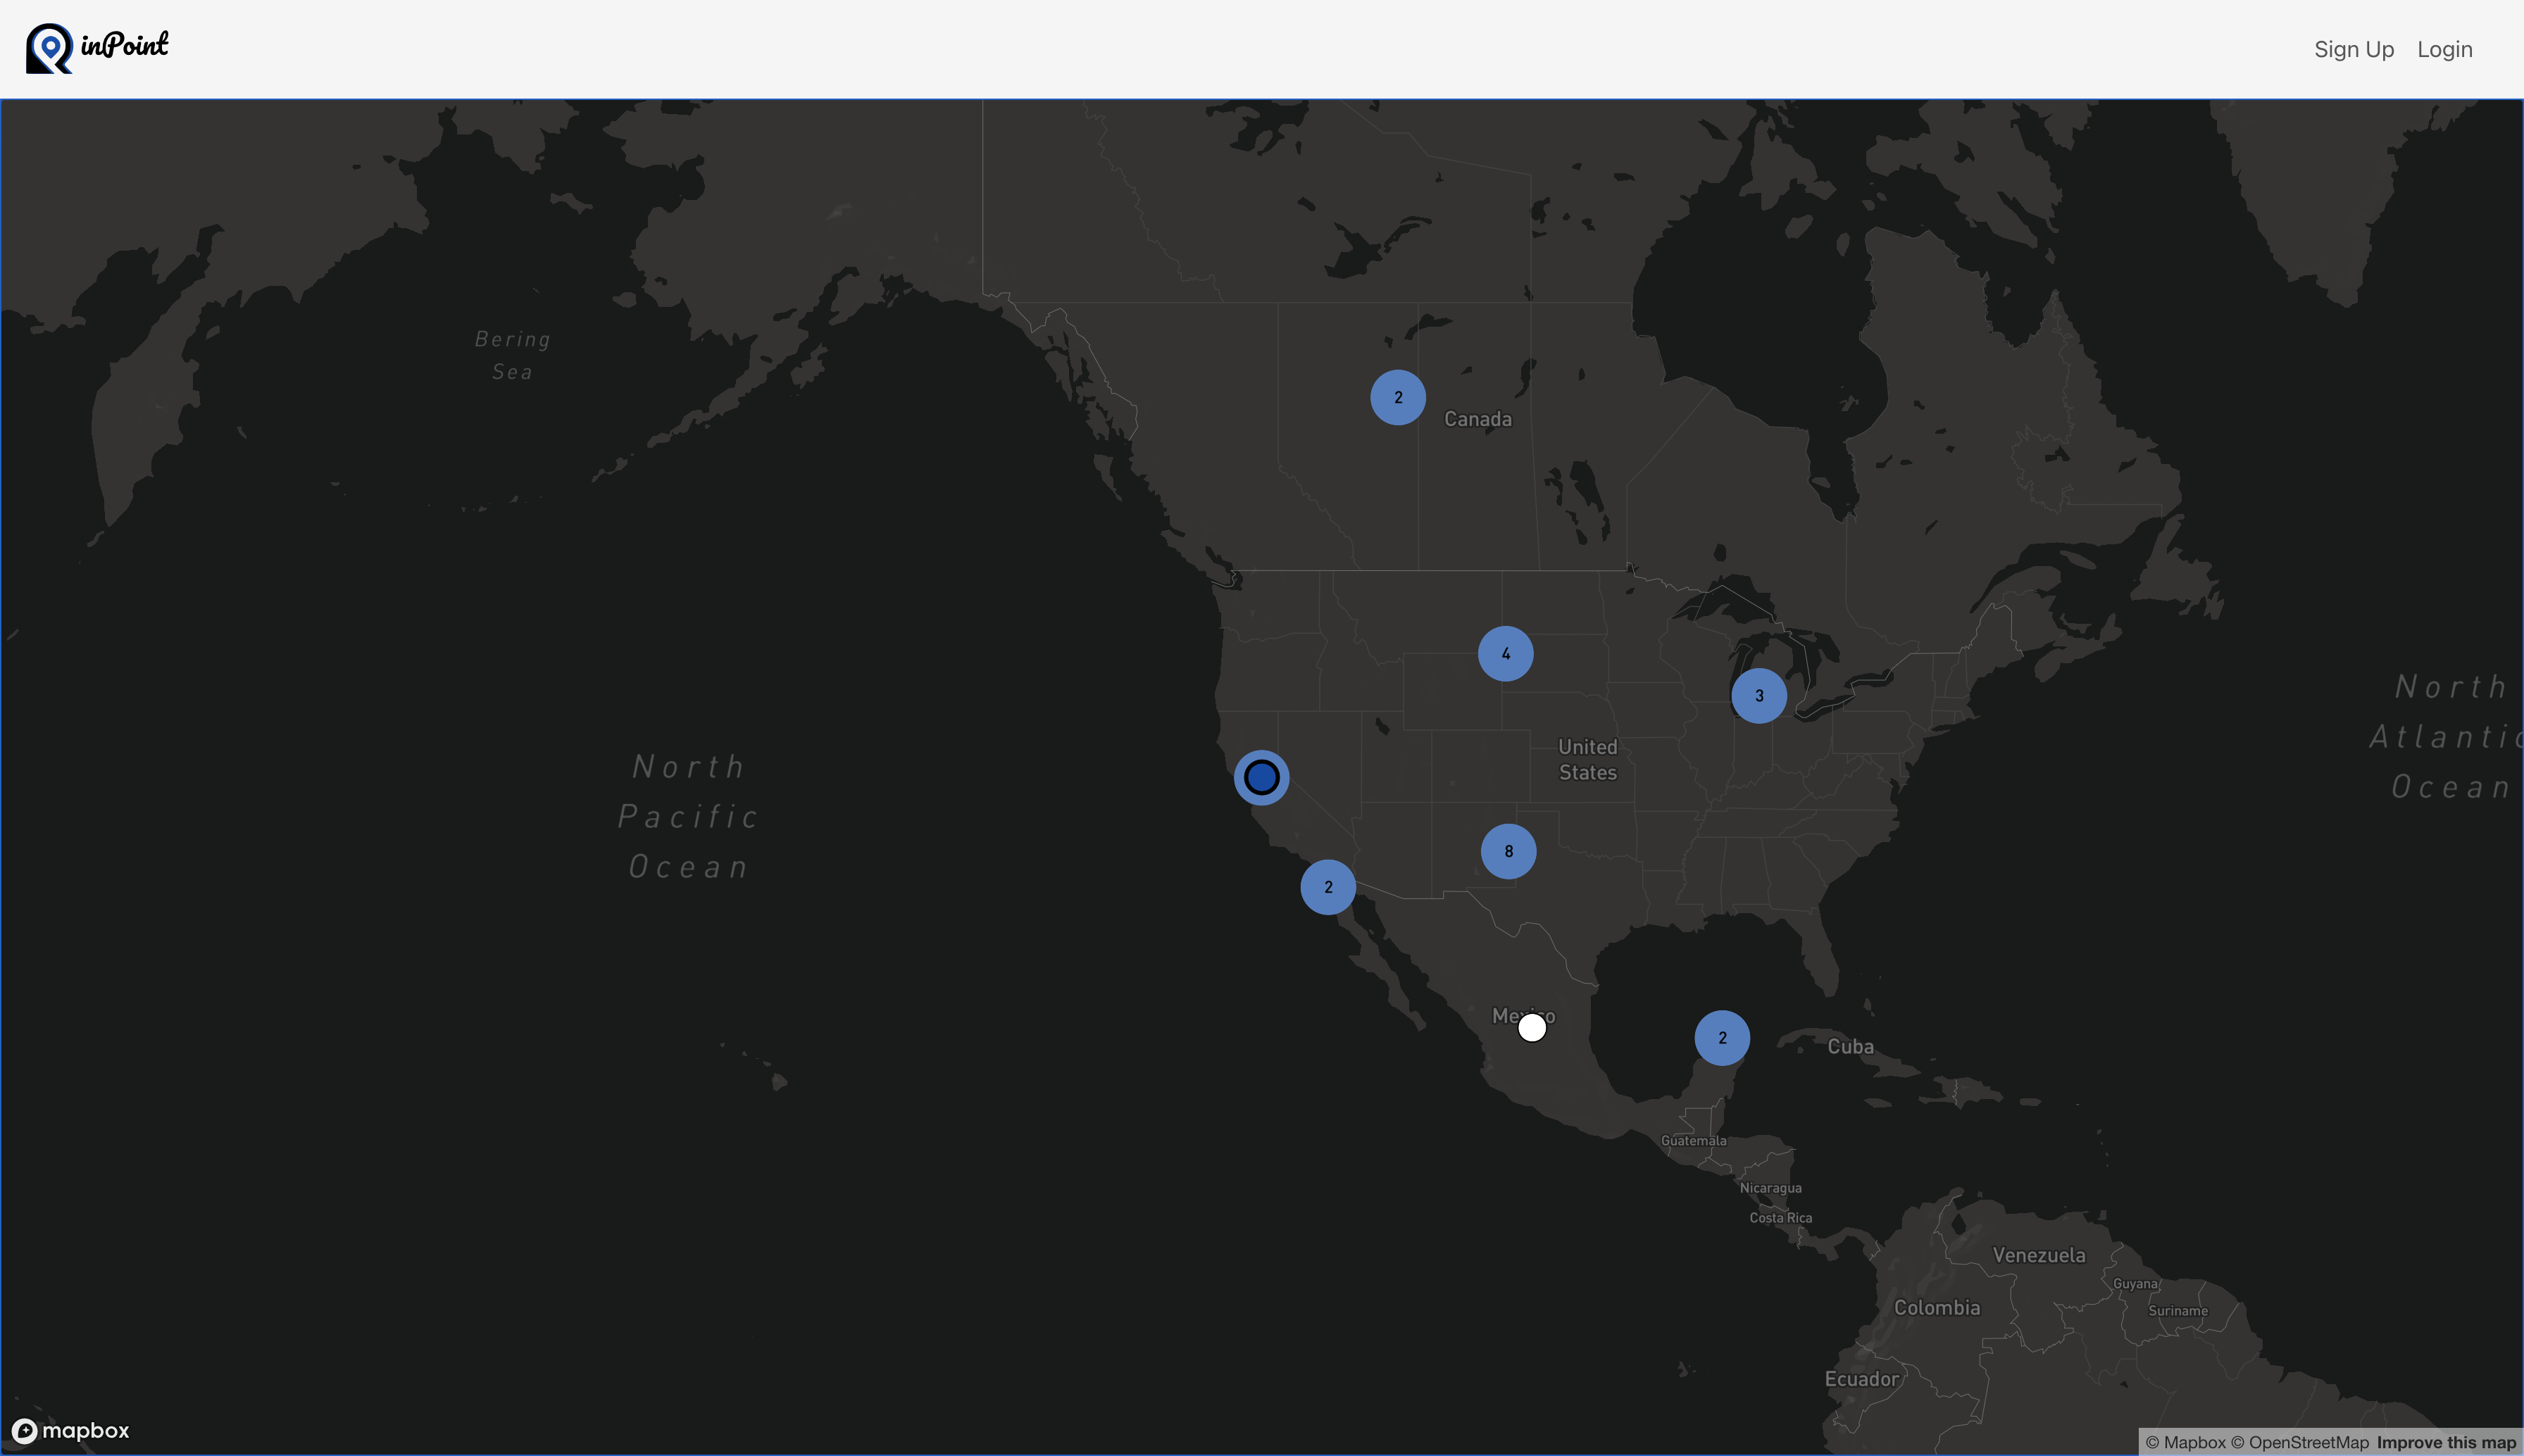 inPoint
Sign Up Login
Bering
Sea
2
Canada
4
3
North
Atlantic
Ocean
United
States
North
Pacific
Ocean
8
2
Mexico
2
Cuba
Guatemala
Nicaragua
Costa Rica
Venezuela
Guyana
Suriname
Colombia
Ecuador
mapbox
© Mapbox © OpenStreetMap Improve this map